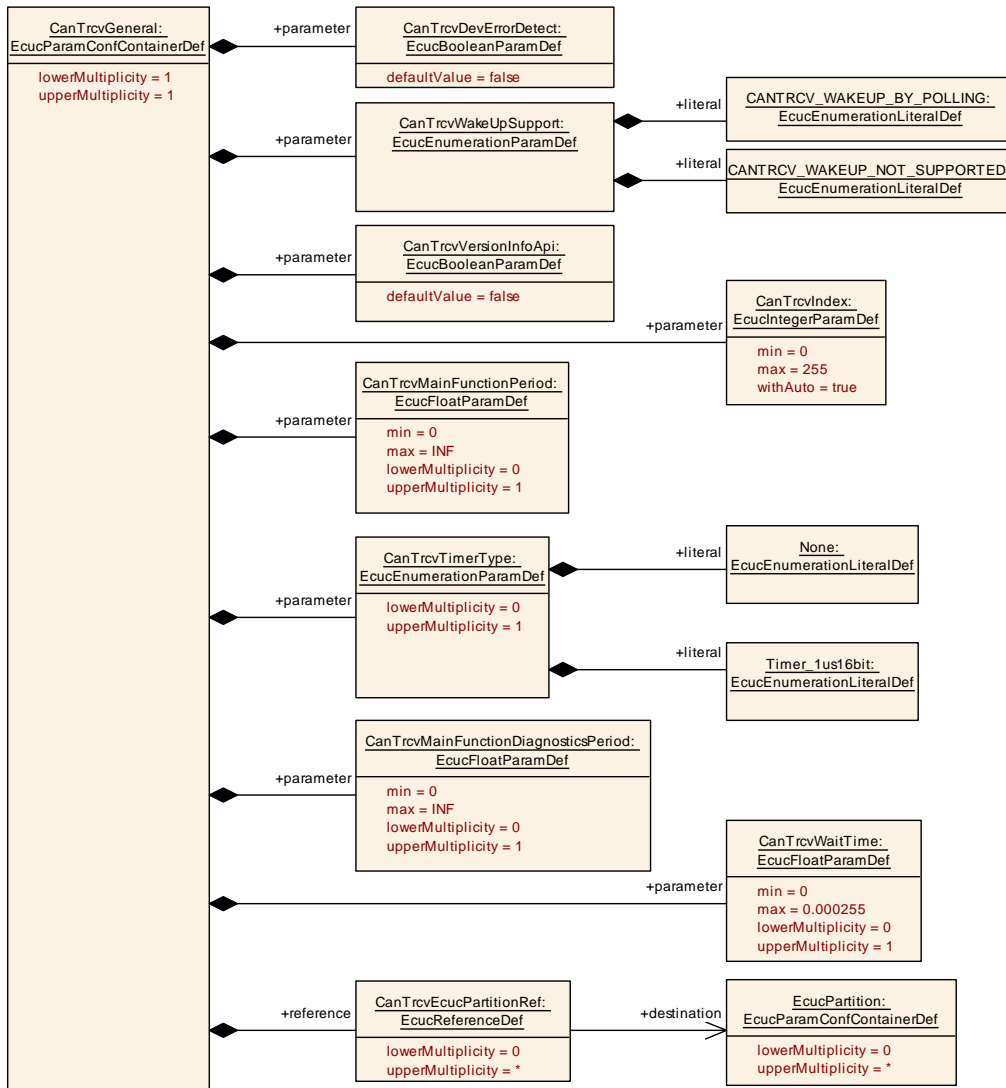 CanTrcvGeneral:
EcucParamConfContainerDef
lowerMultiplicity = 1
upperMultiplicity = 1
+parameter
CanTrcvDevErrorDetect:
EcucBooleanParamDef
defaultValue = false
+parameter
CanTrcvWakeUpSupport:
EcucEnumerationParamDef
+literal
CANTRCV_WAKEUP_BY_POLLING:
EcucEnumerationLiteralDef
+literal
CANTRCV_WAKEUP_NOT_SUPPORTED:
EcucEnumerationLiteralDef
+parameter
CanTrcvVersionInfoApi:
EcucBooleanParamDef
defaultValue = false
+parameter
CanTrcvIndex:
EcucIntegerParamDef
min = 0
max = 255
withAuto = true
+parameter
CanTrcvMainFunctionPeriod:
EcucFloatParamDef
min = 0
max = INF
lowerMultiplicity = 0
upperMultiplicity = 1
+parameter
CanTrcvTimerType:
EcucEnumerationParamDef
lowerMultiplicity = 0
upperMultiplicity = 1
+literal
None:
EcucEnumerationLiteralDef
+literal
Timer_1us16bit:
EcucEnumerationLiteralDef
+parameter
CanTrcvMainFunctionDiagnosticsPeriod:
EcucFloatParamDef
min = 0
max = INF
lowerMultiplicity = 0
upperMultiplicity = 1
+parameter
CanTrcvWaitTime:
EcucFloatParamDef
min = 0
max = 0.000255
lowerMultiplicity = 0
upperMultiplicity = 1
+reference
CanTrcvEcucPartitionRef:
EcucReferenceDef
lowerMultiplicity = 0
upperMultiplicity = *
+destination
EcucPartition:
EcucParamConfContainerDef
lowerMultiplicity = 0
upperMultiplicity = *